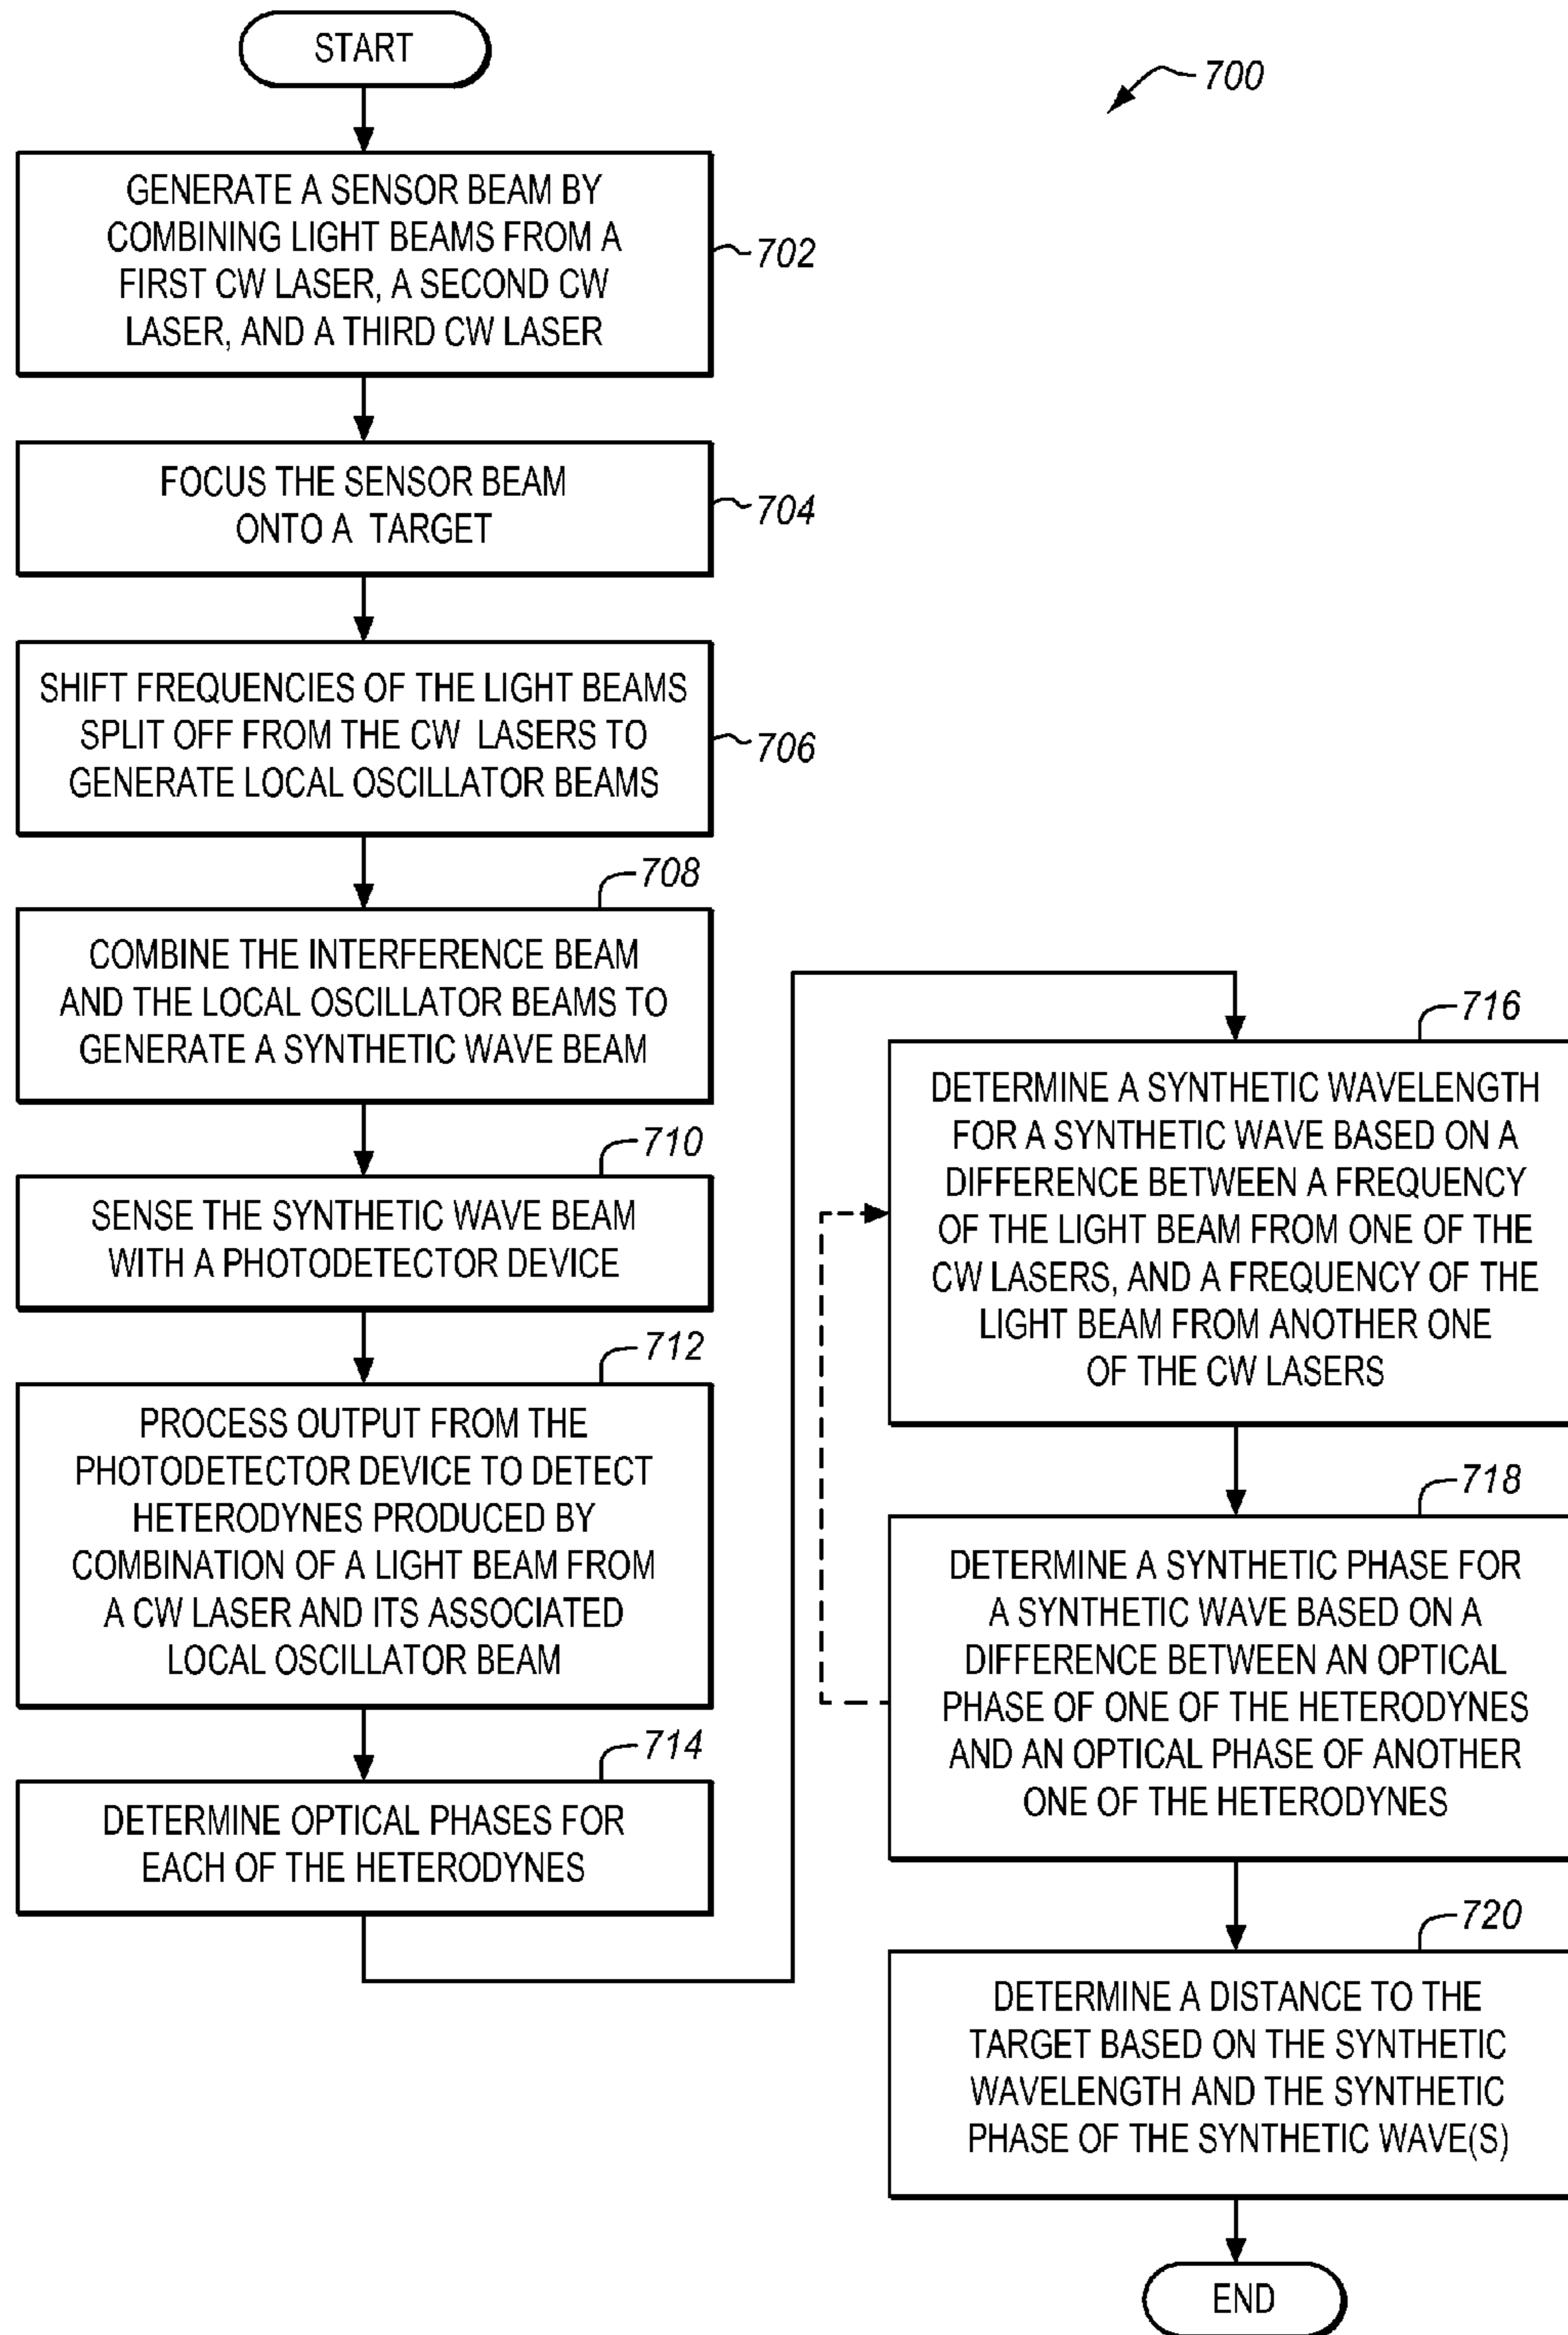 START
700
GENERATE A SENSOR BEAM BY
COMBINING LIGHT BEAMS FROM A
FIRST CW LASER, A SECOND CW
LASER, AND A THIRD CW LASER
702
FOCUS THE SENSOR BEAM
ONTO A TARGET
704
SHIFT FREQUENCIES OF THE LIGHT BEAMS
SPLIT OFF FROM THE CW LASERS TO
GENERATE LOCAL OSCILLATOR BEAMS
706
708
COMBINE THE INTERFERENCE BEAM
AND THE LOCAL OSCILLATOR BEAMS TO
GENERATE A SYNTHETIC WAVE BEAM
710
SENSE THE SYNTHETIC WAVE BEAM
WITH A PHOTODETECTOR DEVICE
712
PROCESS OUTPUT FROM THE
PHOTODETECTOR DEVICE TO DETECT
HETERODYNES PRODUCED BY
COMBINATION OF A LIGHT BEAM FROM
A CW LASER AND ITS ASSOCIATED
LOCAL OSCILLATOR BEAM
714
DETERMINE OPTICAL PHASES FOR
EACH OF THE HETERODYNES
716
DETERMINE A SYNTHETIC WAVELENGTH
FOR A SYNTHETIC WAVE BASED ON A
DIFFERENCE BETWEEN A FREQUENCY
OF THE LIGHT BEAM FROM ONE OF THE
CW LASERS, AND A FREQUENCY OF THE
LIGHT BEAM FROM ANOTHER ONE
OF THE CW LASERS
718
DETERMINE A SYNTHETIC PHASE FOR
A SYNTHETIC WAVE BASED ON A
DIFFERENCE BETWEEN AN OPTICAL
PHASE OF ONE OF THE HETERODYNES
AND AN OPTICAL PHASE OF ANOTHER
ONE OF THE HETERODYNES
720
DETERMINE A DISTANCE TO THE
TARGET BASED ON THE SYNTHETIC
WAVELENGTH AND THE SYNTHETIC
PHASE OF THE SYNTHETIC WAVE(S)
END